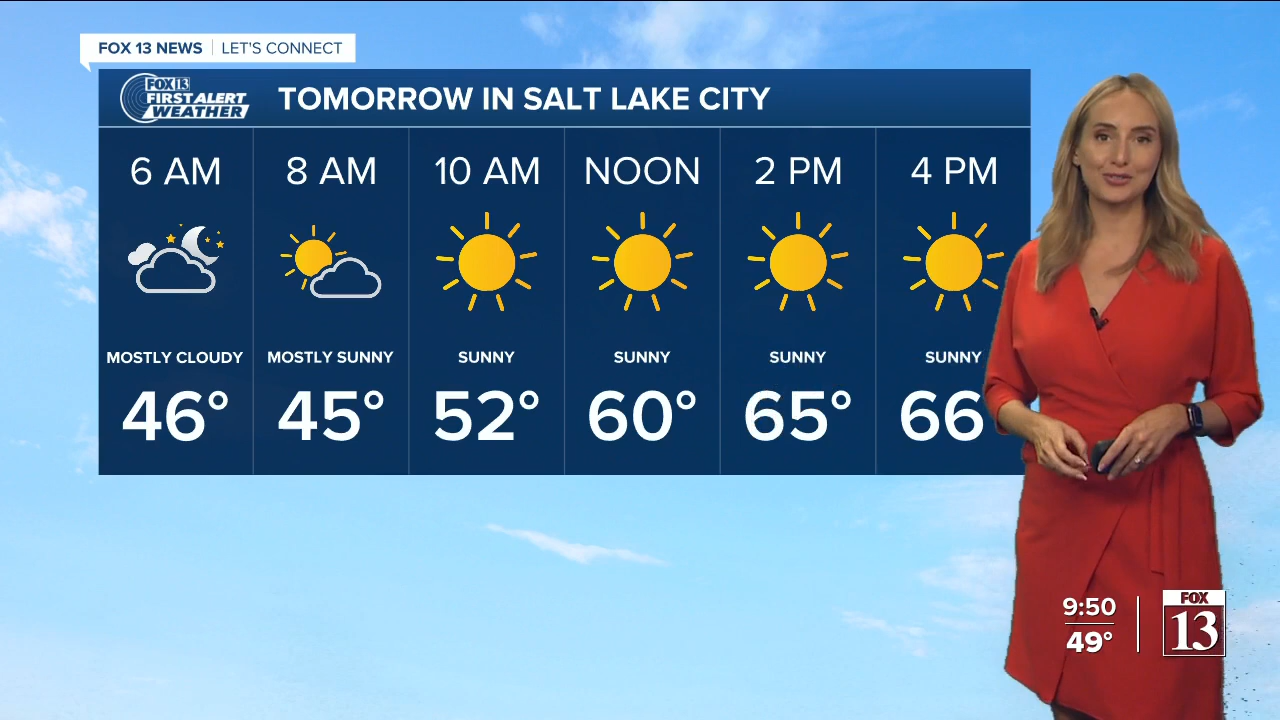 FOX 13 NEWS | LET'S CONNECT
FOX 13
FIRST ALERT
WEATHER
TOMORROW IN SALT LAKE CITY
6 AM 8 AM 10 AM NOON 2 PM 4 PM
MOSTLY CLOUDY MOSTLY SUNNY SUNNY SUNNY SUNNY SUNNY
46° 45° 52° 60° 65° 66
9:50
49°
FOX
13